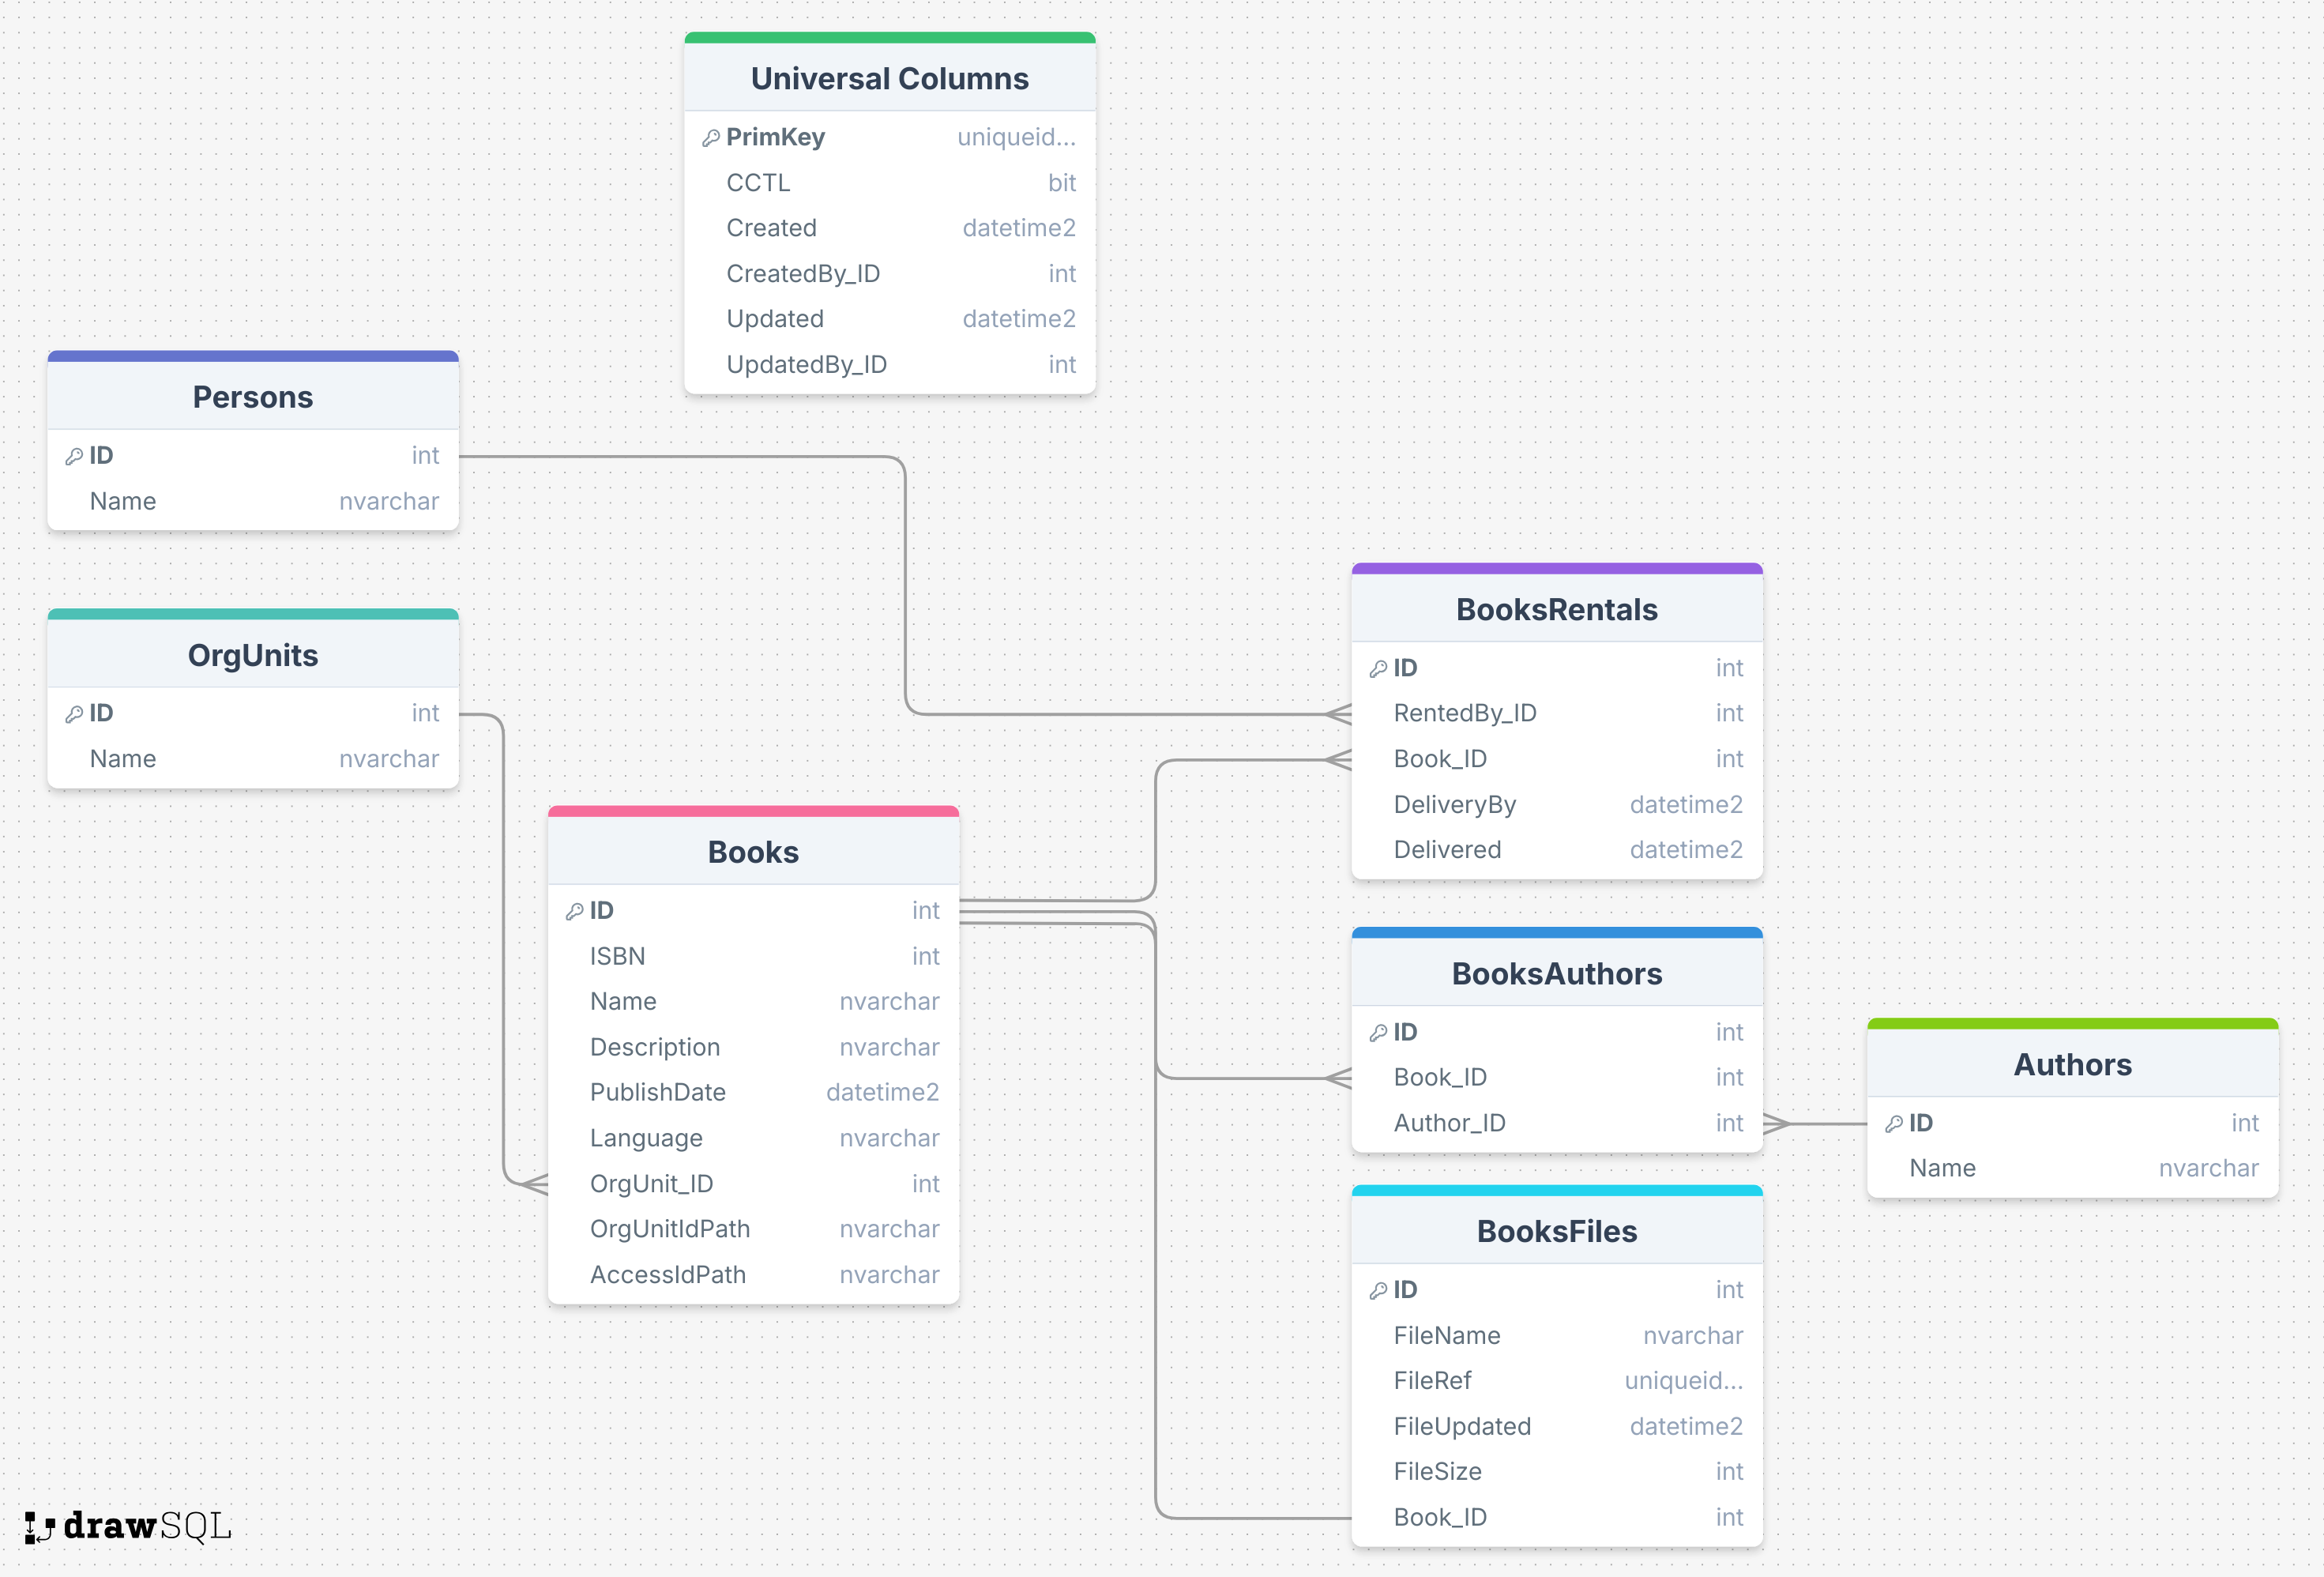 Universal Columns
PrimKey uniqueid...
CCTL bit
Created datetime2
CreatedBy_ID int
Updated datetime2
UpdatedBy_ID int
Persons
ID int
Name nvarchar
OrgUnits
ID int
Name nvarchar
Books
ID int
ISBN int
Name nvarchar
Description nvarchar
PublishDate datetime2
Language nvarchar
OrgUnit_ID int
OrgUnitIdPath nvarchar
AccessIdPath nvarchar
BooksRentals
ID int
RentedBy_ID int
Book_ID int
DeliveryBy datetime2
Delivered datetime2
BooksAuthors
ID int
Book_ID int
Author_ID int
Authors
ID int
Name nvarchar
BooksFiles
ID int
FileName nvarchar
FileRef uniqueid...
FileUpdated datetime2
FileSize int
Book_ID int
drawSQL